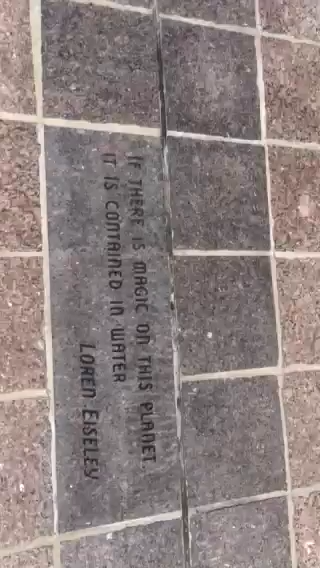 IF THERE IS MAGIC ON THIS PLANET
IT IS CONTAINED IN WATER
LOREN EISELEY